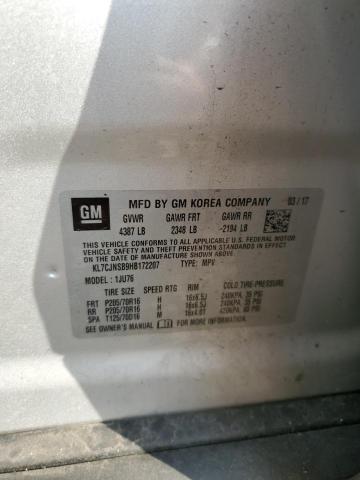 GM
MFD BY GM KOREA COMPANY 03/17
GVWR GAWR FRT GAWR RR
4387 LB 2348 LB 2194 LB
THIS VEHICLE CONFORMS TO ALL APPLICABLE U.S. FEDERAL MOTOR
VEHICLE SAFETY, BUMPER, AND THEFT PREVENTION STANDARDS
IN EFFECT ON THE DATE OF MANUFACTURE SHOWN ABOVE.
KL7CJNSB9HB172207 TYPE: MPV
MODEL: 1JU76
TIRE SIZE SPEED RTG RIM COLD TIRE PRESSURE
FRT P205/70R16 H 16x6.5J 240KPA, 35 PSI
RR P205/70R16 H 16x6.5J 240KPA, 35 PSI
SPA T125/70D16 M 16x4.0T 420KPA, 60 PSI
SEE OWNER'S MANUAL FOR MORE INFORMATION